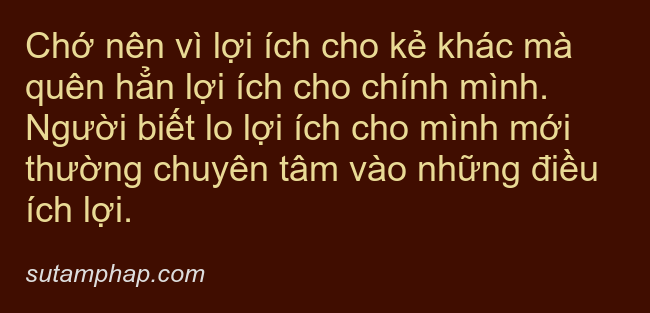 Chớ nên vì lợi ích cho kẻ khác mà
quên hẳn lợi ích cho chính mình.
Người biết lo lợi ích cho mình mới
thường chuyên tâm vào những điều
ích lợi.
sutamphap.com